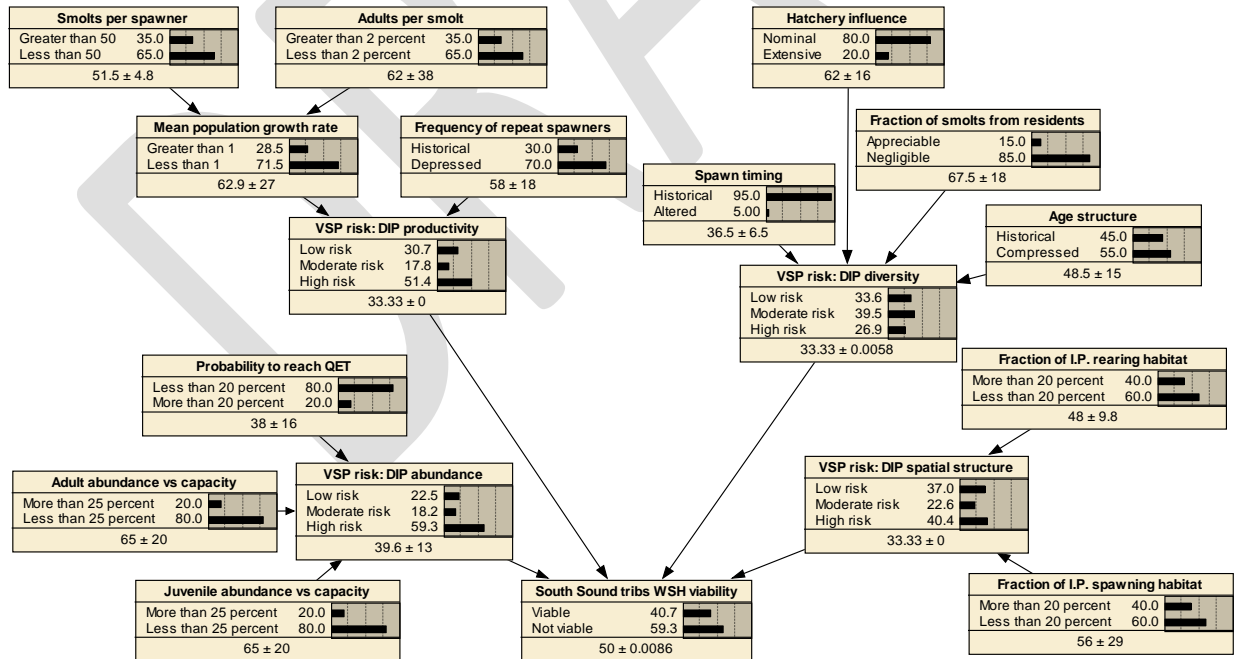 Smolts per spawner
Greater than 50 35.0
Less than 50 65.0
51.5 ± 4.8
Adults per smolt
Greater than 2 percent 35.0
Less than 2 percent 65.0
62 ± 38
Hatchery influence
Nominal 80.0
Extensive 20.0
62 ± 16
Mean population growth rate
Greater than 1 28.5
Less than 1 71.5
62.9 ± 27
Frequency of repeat spawners
Historical 30.0
Depressed 70.0
58 ± 18
Fraction of smolts from residents
Appreciable 15.0
Negligible 85.0
67.5 ± 18
Spawn timing
Historical 95.0
Altered 5.00
36.5 ± 6.5
Age structure
Historical 45.0
Compressed 55.0
48.5 ± 15
VSP risk: DIP productivity
Low risk 30.7
Moderate risk 17.8
High risk 51.4
33.33 ± 0
VSP risk: DIP diversity
Low risk 33.6
Moderate risk 39.5
High risk 26.9
33.33 ± 0.0058
Probability to reach QET
Less than 20 percent 80.0
More than 20 percent 20.0
38 ± 16
Fraction of I.P. rearing habitat
More than 20 percent 40.0
Less than 20 percent 60.0
48 ± 9.8
Adult abundance vs capacity
More than 25 percent 20.0
Less than 25 percent 80.0
65 ± 20
VSP risk: DIP abundance
Low risk 22.5
Moderate risk 18.2
High risk 59.3
39.6 ± 13
VSP risk: DIP spatial structure
Low risk 37.0
Moderate risk 22.6
High risk 40.4
33.33 ± 0
Juvenile abundance vs capacity
More than 25 percent 20.0
Less than 25 percent 80.0
65 ± 20
South Sound tribs WSH viability
Viable 40.7
Not viable 59.3
50 ± 0.0086
Fraction of I.P. spawning habitat
More than 20 percent 40.0
Less than 20 percent 60.0
56 ± 29